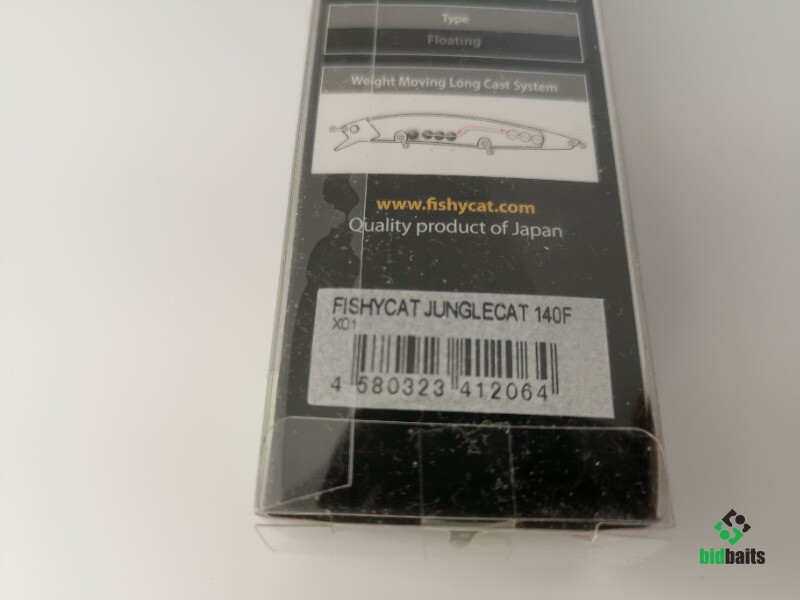 Type
Floating
Weight Moving Long Cast System
www.fishycat.com
Quality product of Japan
FISHYCAT JUNGLECAT 140F
X01
4 580323 412064
bidbaits